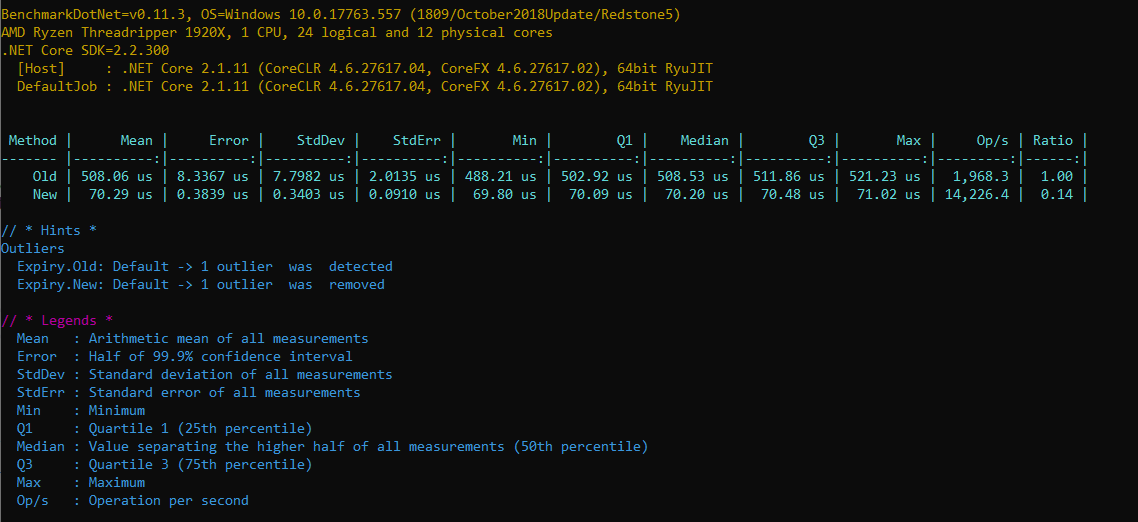 BenchmarkDotNet=v0.11.3, OS=Windows 10.0.17763.557 (1809/October2018Update/Redstone5)
AMD Ryzen Threadripper 1920X, 1 CPU, 24 logical and 12 physical cores
.NET Core SDK=2.2.300
  [Host]     : .NET Core 2.1.11 (CoreCLR 4.6.27617.04, CoreFX 4.6.27617.02), 64bit RyuJIT
  DefaultJob : .NET Core 2.1.11 (CoreCLR 4.6.27617.04, CoreFX 4.6.27617.02), 64bit RyuJIT
 Method |      Mean |     Error |    StdDev |    StdErr |       Min |        Q1 |    Median |        Q3 |       Max |     Op/s | Ratio |
------- |----------:|----------:|----------:|----------:|----------:|----------:|----------:|----------:|----------:|---------:|------:|
    Old | 508.06 us | 8.3367 us | 7.7982 us | 2.0135 us | 488.21 us | 502.92 us | 508.53 us | 511.86 us | 521.23 us |  1,968.3 |  1.00 |
    New |  70.29 us | 0.3839 us | 0.3403 us | 0.0910 us |  69.80 us |  70.09 us |  70.20 us |  70.48 us |  71.02 us | 14,226.4 |  0.14 |
// * Hints *
Outliers
  Expiry.Old: Default -> 1 outlier  was  detected
  Expiry.New: Default -> 1 outlier  was  removed
// * Legends *
  Mean   : Arithmetic mean of all measurements
  Error  : Half of 99.9% confidence interval
  StdDev : Standard deviation of all measurements
  StdErr : Standard error of all measurements
  Min    : Minimum
  Q1     : Quartile 1 (25th percentile)
  Median : Value separating the higher half of all measurements (50th percentile)
  Q3     : Quartile 3 (75th percentile)
  Max    : Maximum
  Op/s   : Operation per second